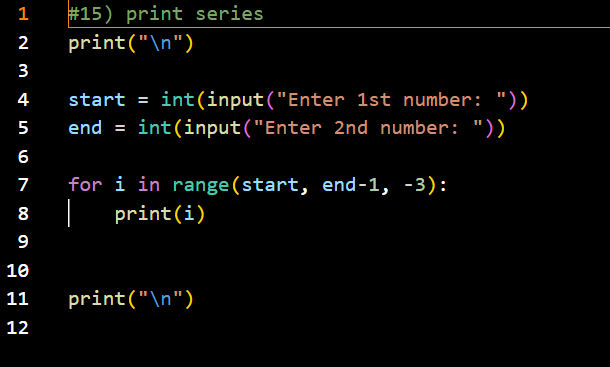 1 #15) print series
2 print("\n")
3
4 start = int(input("Enter 1st number: "))
5 end = int(input("Enter 2nd number: "))
6
7 for i in range(start, end-1, -3):
8     print(i)
9
10
11 print("\n")
12